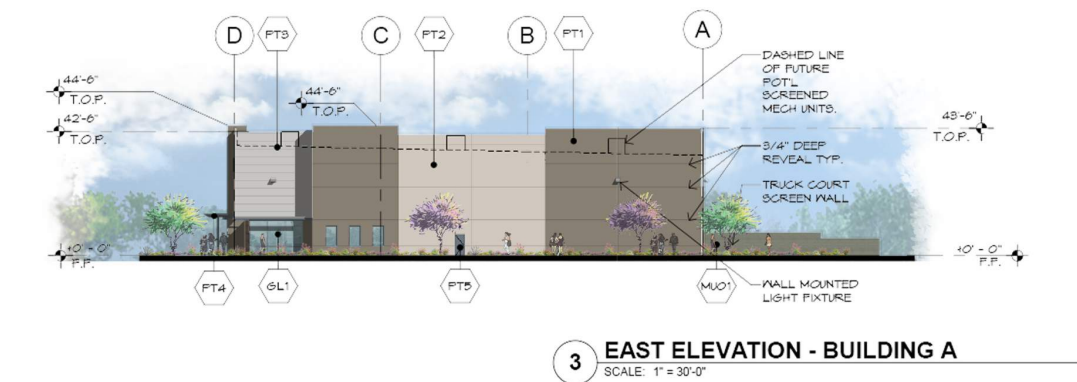 D
PT3
C
PT2
B
PT1
A
DASHED LINE
OF FUTURE
POT'L
SCREENED
MECH UNITS.
44'-6"
T.O.P.
44'-6"
T.O.P.
42'-6"
T.O.P.
43'-6"
T.O.P.
3/4" DEEP
REVEAL TYP.
TRUCK COURT
SCREEN WALL
±0' - 0"
F.F.
±0' - 0"
F.F.
PT4
GL1
PT5
MU01
WALL MOUNTED
LIGHT FIXTURE
3
EAST ELEVATION - BUILDING A
SCALE: 1" = 30'-0"